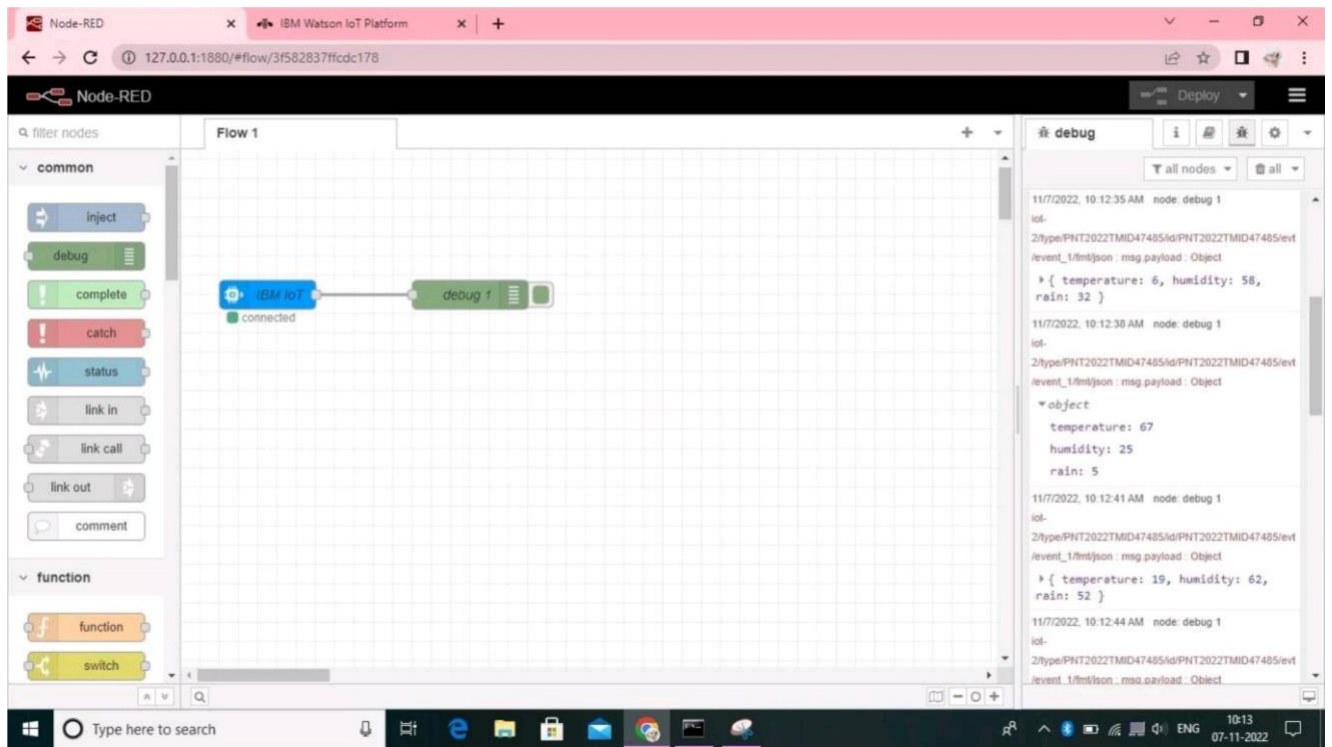 Node-RED
IBM Watson IoT Platform
127.0.0.1:1880/#flow/3f582837ffcdc178
Node-RED
Deploy
filter nodes
Flow 1
debug
i
common
all nodes
all
inject
debug
complete
catch
status
link in
link call
link out
comment
function
function
switch
IBM IoT
connected
debug 1
11/7/2022, 10:12:35 AM node: debug 1
iot-
2/type/PNT2022TMID47485/id/PNT2022TMID47485/evt
/event_1/fmt/json : msg.payload : Object
{ temperature: 6, humidity: 58,
rain: 32 }
11/7/2022, 10:12:38 AM node: debug 1
iot-
2/type/PNT2022TMID47485/id/PNT2022TMID47485/evt
/event_1/fmt/json : msg.payload : Object
object
temperature: 67
humidity: 25
rain: 5
11/7/2022, 10:12:41 AM node: debug 1
iot-
2/type/PNT2022TMID47485/id/PNT2022TMID47485/evt
/event_1/fmt/json : msg.payload : Object
{ temperature: 19, humidity: 62,
rain: 52 }
11/7/2022, 10:12:44 AM node: debug 1
iot-
2/type/PNT2022TMID47485/id/PNT2022TMID47485/evt
/event_1/fmt/json : msg.payload : Object
Type here to search
ENG
10:13
07-11-2022